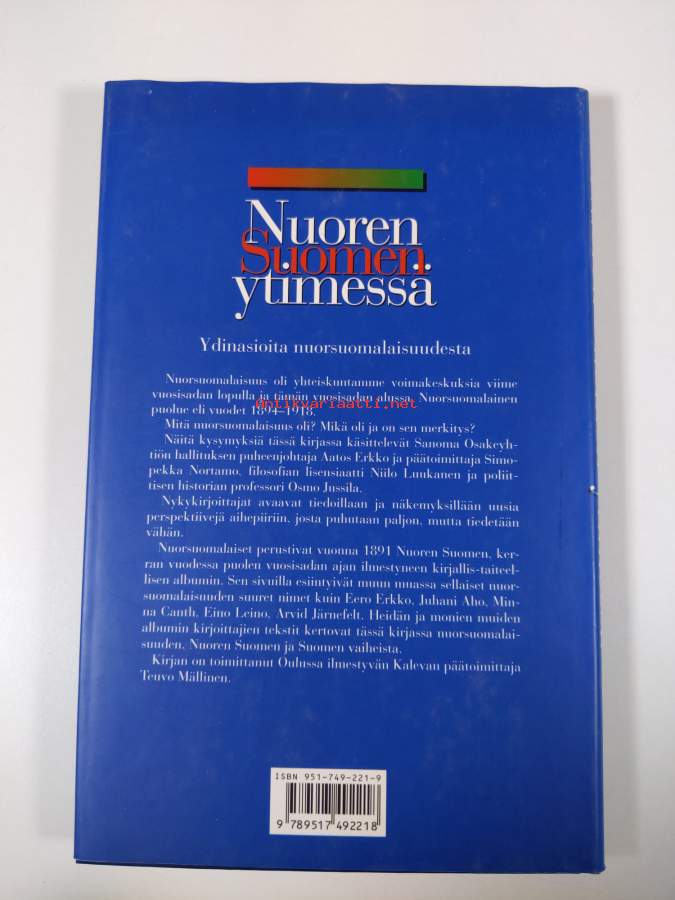 Nuoren
Suomen
ytimessä
Ydinasioita nuorsuomalaisuudesta
Nuorsuomalaisuus oli yhteiskuntamme voimakeskuksia viime
vuosisadan lopulla ja tämän vuosisadan alussa. Nuorsuomalainen
Antikvariaatti.net
puolue eli vuodet 1894–1918.
Mitä nuorsuomalaisuus oli? Mikä oli ja on sen merkitys?
Näitä kysymyksiä tässä kirjassa käsittelevät Sanoma Osakeyh-
tiön hallituksen puheenjohtaja Aatos Erkko ja päätoimittaja Simo-
pekka Nortamo, filosofian lisensiaatti Niilo Luukanen ja poliit-
tisen historian professori Osmo Jussila.
Nykykirjoittajat avaavat tiedoillaan ja näkemyksillään uusia
perspektiivejä aihepiiriin, josta puhutaan paljon, mutta tiedetään
vähän.
Nuorsuomalaiset perustivat vuonna 1891 Nuoren Suomen, ker-
ran vuodessa puolen vuosisadan ajan ilmestyneen kirjallis-taiteel-
lisen albumin. Sen sivuilla esiintyivät muun muassa sellaiset nuor-
suomalaisuuden suuret nimet kuin Eero Erkko, Juhani Aho, Min-
na Canth, Eino Leino, Arvid Järnefelt. Heidän ja monien muiden
albumin kirjoittajien tekstit kertovat tässä kirjassa nuorsuomalai-
suuden, Nuoren Suomen ja Suomen vaiheista.
Kirjan on toimittanut Oulussa ilmestyvän Kalevan päätoimittaja
Teuvo Mällinen.
ISBN 951-749-221-9
9 789517 492218